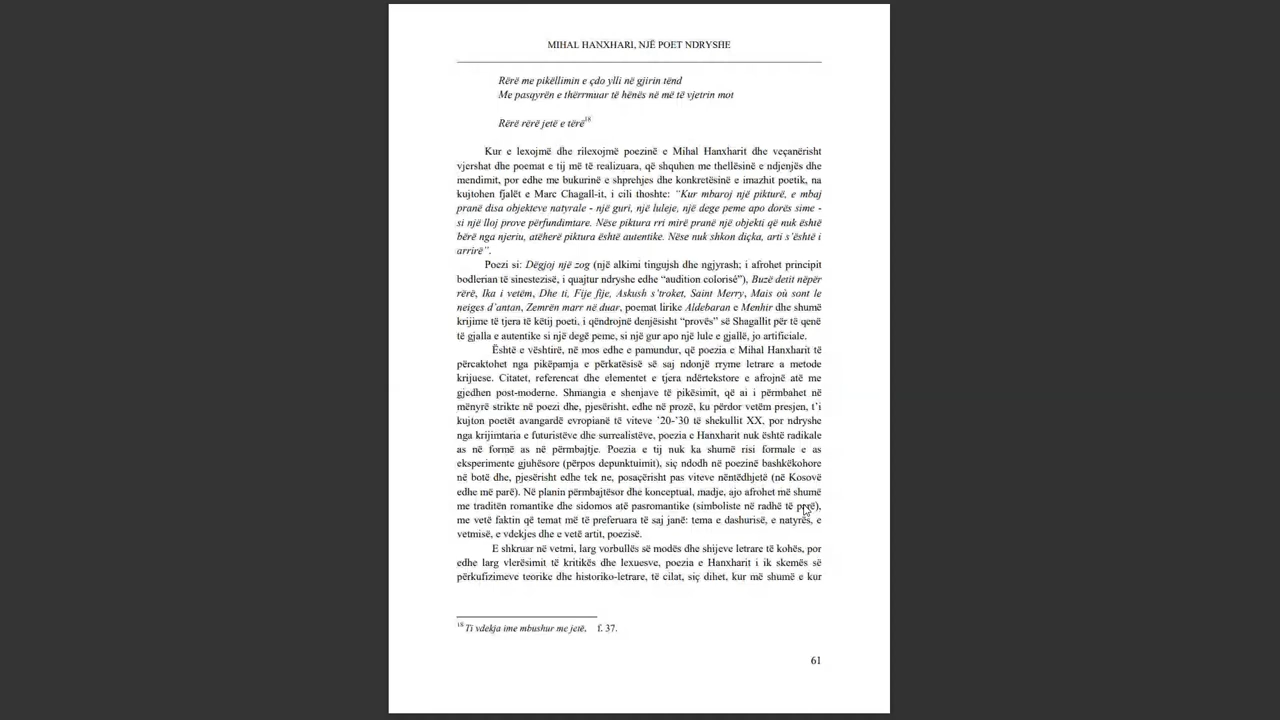 MIHAL HANXHARI, NJË POET NDRYSHE
Rërë me pikëllimin e çdo ylli në gjirin tënd
Me pasqyrën e thërrmuar të hënës në më të vjetrin mot
Rërë rërë jetë e tërë18
Kur e lexojmë dhe rilexojmë poezinë e Mihal Hanxharit dhe veçanërisht
vjershat dhe poemat e tij më të realizuara, që shquhen me thellësinë e ndjenjës dhe
mendimit, por edhe me bukurinë e shprehjes dhe konkretësinë e imazhit poetik, na
kujtohen fjalët e Marc Chagall-it, i cili thoshte: “Kur mbaroj një pikturë, e mbaj
pranë disa objekteve natyrale - një guri, një luleje, një dege peme apo dorës sime -
si një lloj prove përfundimtare. Nëse piktura rri mirë pranë një objekti që nuk është
bërë nga njeriu, atëherë piktura është autentike. Nëse nuk shkon diçka, arti s’është i
arrirë”.
Poezi si: Dëgjoj një zog (një alkimi tingujsh dhe ngjyrash; i afrohet principit
bodlerian të sinestezisë, i quajtur ndryshe edhe “audition colorisé”), Buzë detit nëpër
rërë, Ika i vetëm, Dhe ti, Fije fije, Askush s’troket, Saint Merry, Mais où sont le
neiges d’antan, Zemrën marr në duar, poemat lirike Aldebaran e Menhir dhe shumë
krijime të tjera të këtij poeti, i qëndrojnë denjësisht “provës” së Shagallit për të qenë
të gjalla e autentike si një degë peme, si një gur apo një lule e gjallë, jo artificiale.
Është e vështirë, në mos edhe e pamundur, që poezia e Mihal Hanxharit të
përcaktohet nga pikëpamja e përkatësisë së saj ndonjë rryme letrare a metode
krijuese. Citatet, referencat dhe elementet e tjera ndërtekstore e afrojnë atë me
gjedhen post-moderne. Shmangia e shenjave të pikësimit, që ai i përmbahet në
mënyrë strikte në poezi dhe, pjesërisht, edhe në prozë, ku përdor vetëm presjen, t’i
kujton poetët avangardë evropianë të viteve ’20-’30 të shekullit XX, por ndryshe
nga krijimtaria e futuristëve dhe surrealistëve, poezia e Hanxharit nuk është radikale
as në formë as në përmbajtje. Poezia e tij nuk ka shumë risi formale e as
eksperimente gjuhësore (përpos depunktuimit), siç ndodh në poezinë bashkëkohore
në botë dhe, pjesërisht edhe tek ne, posaçërisht pas viteve nëntëdhjetë (në Kosovë
edhe më parë). Në planin përmbajtësor dhe konceptual, madje, ajo afrohet më shumë
me traditën romantike dhe sidomos atë pasromantike (simboliste në radhë të parë),
me vetë faktin që temat më të preferuara të saj janë: tema e dashurisë, e natyrës, e
vetmisë, e vdekjes dhe e vetë artit, poezisë.
E shkruar në vetmi, larg vorbullës së modës dhe shijeve letrare të kohës, por
edhe larg vlerësimit të kritikës dhe lexuesve, poezia e Hanxharit i ik skemës së
përkufizimeve teorike dhe historiko-letrare, të cilat, siç dihet, kur më shumë e kur
18 Ti vdekja ime mbushur me jetë, f. 37.
61